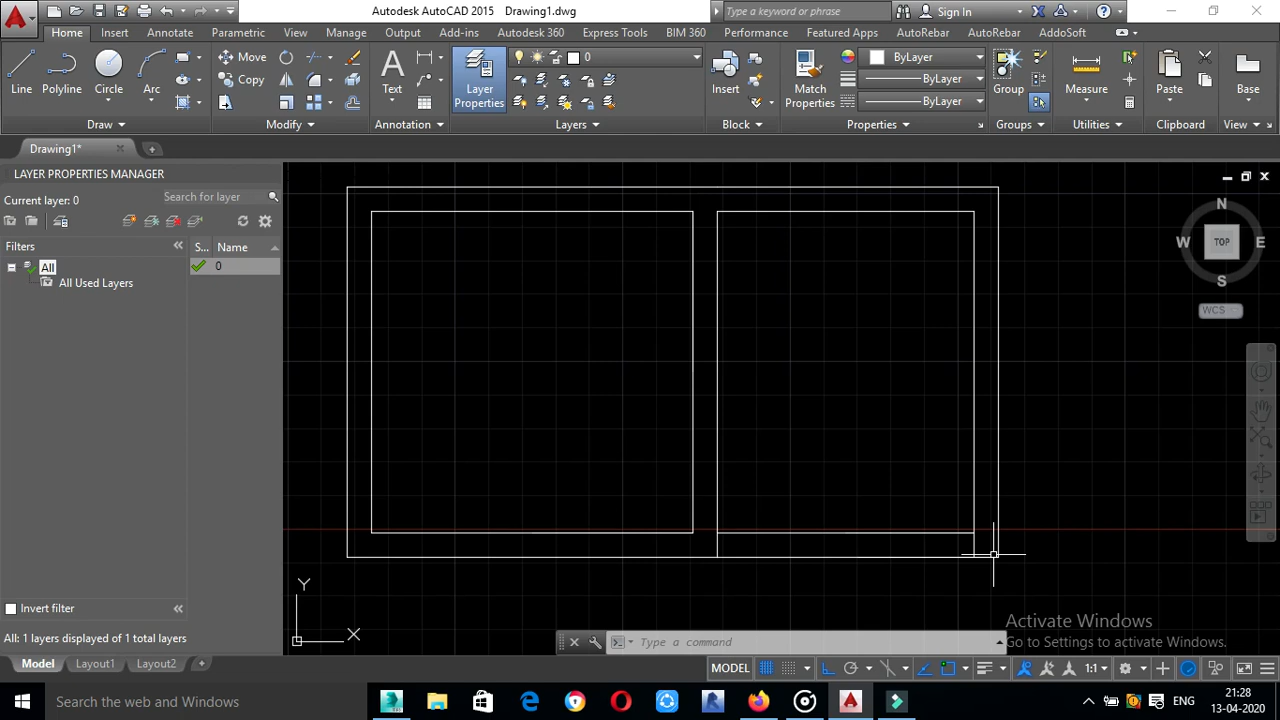 Autodesk AutoCAD 2015 Drawing1.dwg
Type a keyword or phrase
Sign In
Home Insert Annotate Parametric View Manage Output Add-ins Autodesk 360 Express Tools BIM 360 Performance Featured Apps AutoRebar AutoRebar AddoSoft
Line Polyline Circle Arc
Move
Copy
Text
Layer
Properties
0
Insert
Match
Properties
ByLayer
ByLayer
ByLayer
Group
Measure
Paste
Base
Draw Modify Annotation Layers Block Properties Groups Utilities Clipboard View
Drawing1*
LAYER PROPERTIES MANAGER
Current layer: 0
Search for layer
Filters
S... Name
All
0
All Used Layers
N
W TOP E
S
WCS
Y
X
Invert filter
All: 1 layers displayed of 1 total layers
Type a command
Activate Windows
Go to Settings to activate Windows.
Model Layout1 Layout2
MODEL
1:1
Search the web and Windows
ENG
21:28
13-04-2020